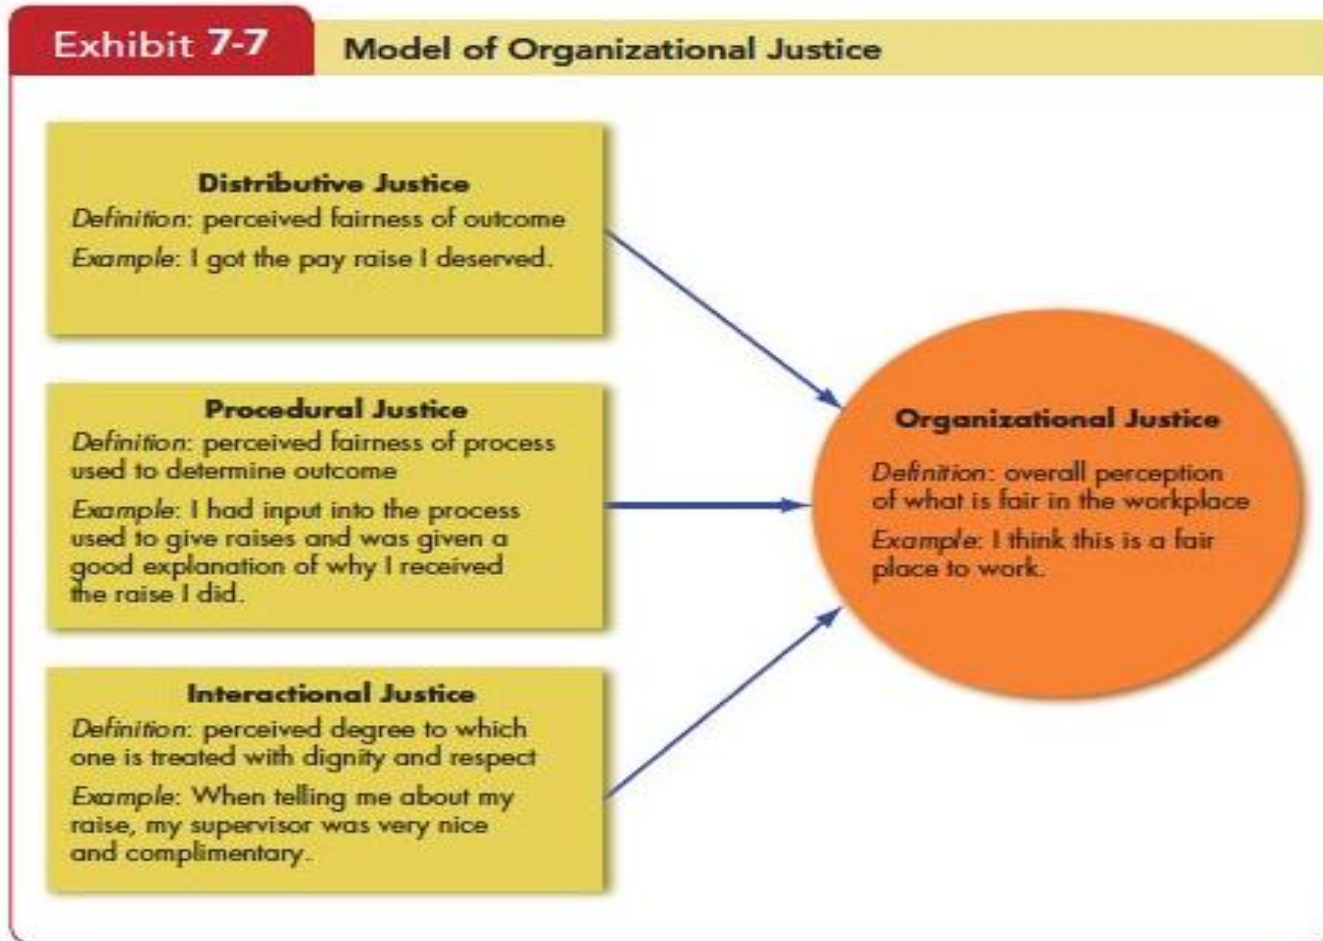 Exhibit 7-7
Model of Organizational Justice
Distributive Justice
Definition: perceived fairness of outcome
Example: I got the pay raise I deserved.
Procedural Justice
Definition: perceived fairness of process
used to determine outcome
Example: I had input into the process
used to give raises and was given a
good explanation of why I received
the raise I did.
Interactional Justice
Definition: perceived degree to which
one is treated with dignity and respect
Example: When telling me about my
raise, my supervisor was very nice
and complimentary.
Organizational Justice
Definition: overall perception
of what is fair in the workplace
Example: I think this is a fair
place to work.